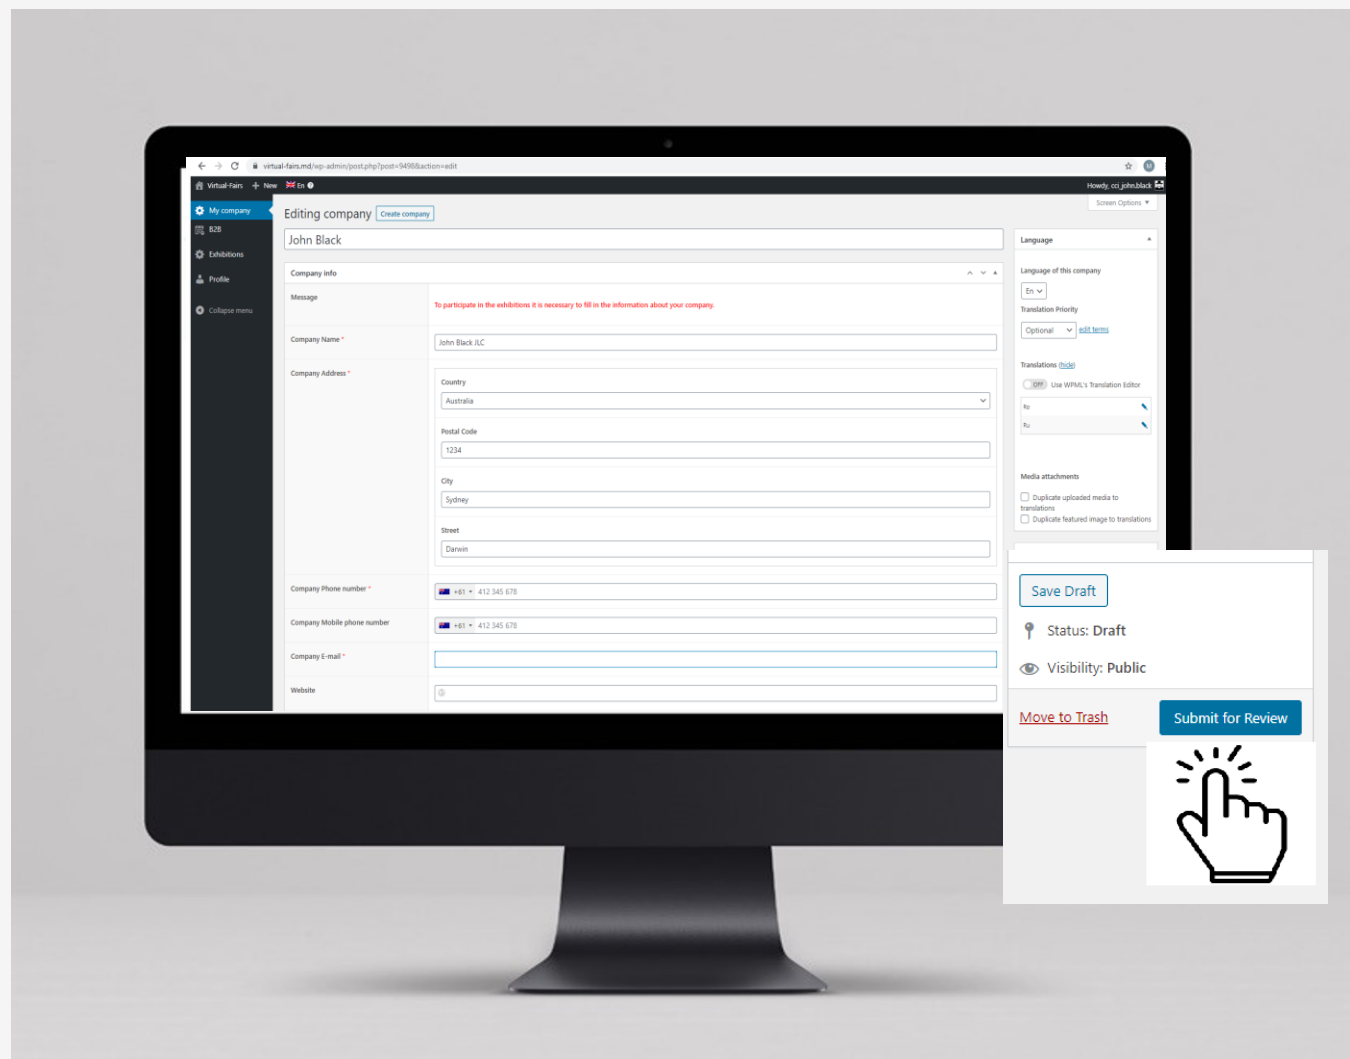 virtual-fairs.md/wp-admin/post.php?post=9498&action=edit
M
Virtual-Fairs + New En
Howdy, cci_john.black
My company
B2B
Exhibitions
Profile
Collapse menu
Screen Options
Editing company Create company
John Black
Company info
Message
To participate in the exhibitions it is necessary to fill in the information about your company.
Company Name *
John Black JLC
Company Address *
Country
Australia
Postal Code
1234
City
Sydney
Street
Darwin
Company Phone number *
+61 412 345 678
Company Mobile phone number
+61 412 345 678
Company E-mail *
Website
Language
Language of this company
En
Translation Priority
Optional edit terms
Translations (hide)
OFF Use WPML's Translation Editor
Ro
Ru
Media attachments
Duplicate uploaded media to
translations
Duplicate featured image to translations
Save Draft
Status: Draft
Visibility: Public
Move to Trash Submit for Review